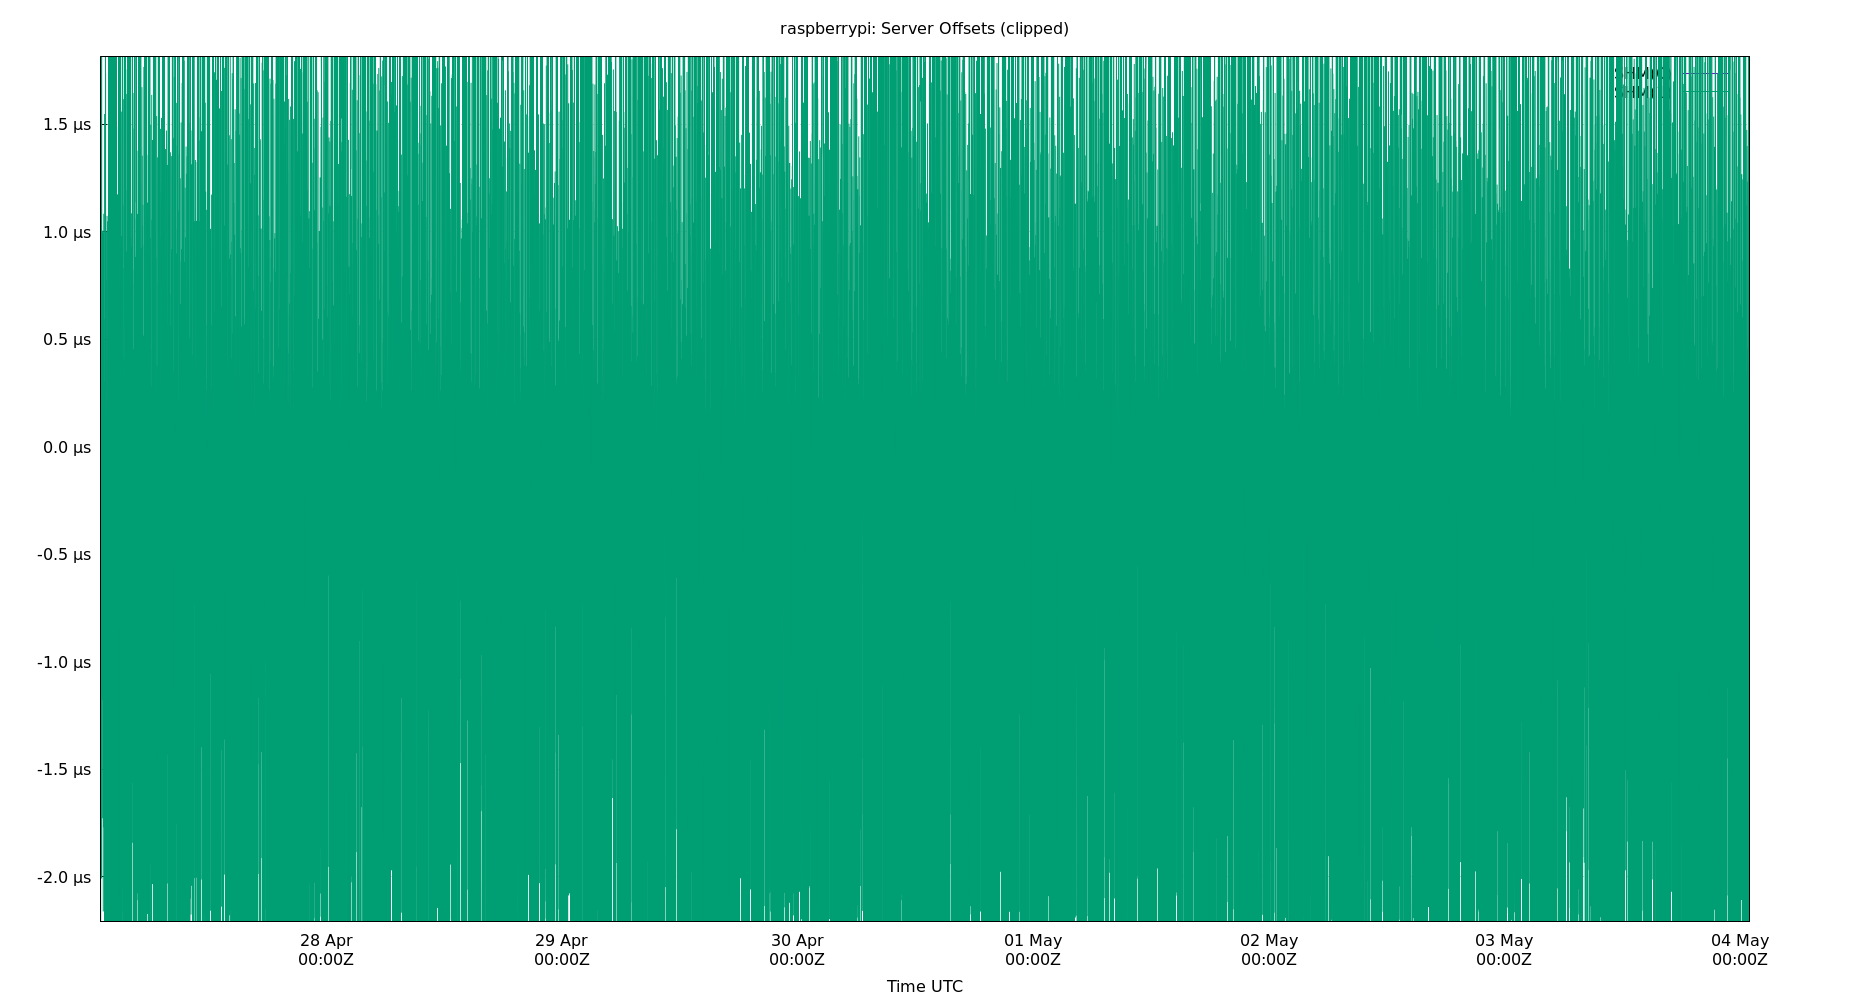 raspberrypi: Server Offsets (clipped)
1.5 µs
1.0 µs
0.5 µs
0.0 µs
-0.5 µs
-1.0 µs
-1.5 µs
-2.0 µs
28 Apr
00:00Z
29 Apr
00:00Z
30 Apr
00:00Z
01 May
00:00Z
02 May
00:00Z
03 May
00:00Z
04 May
00:00Z
Time UTC